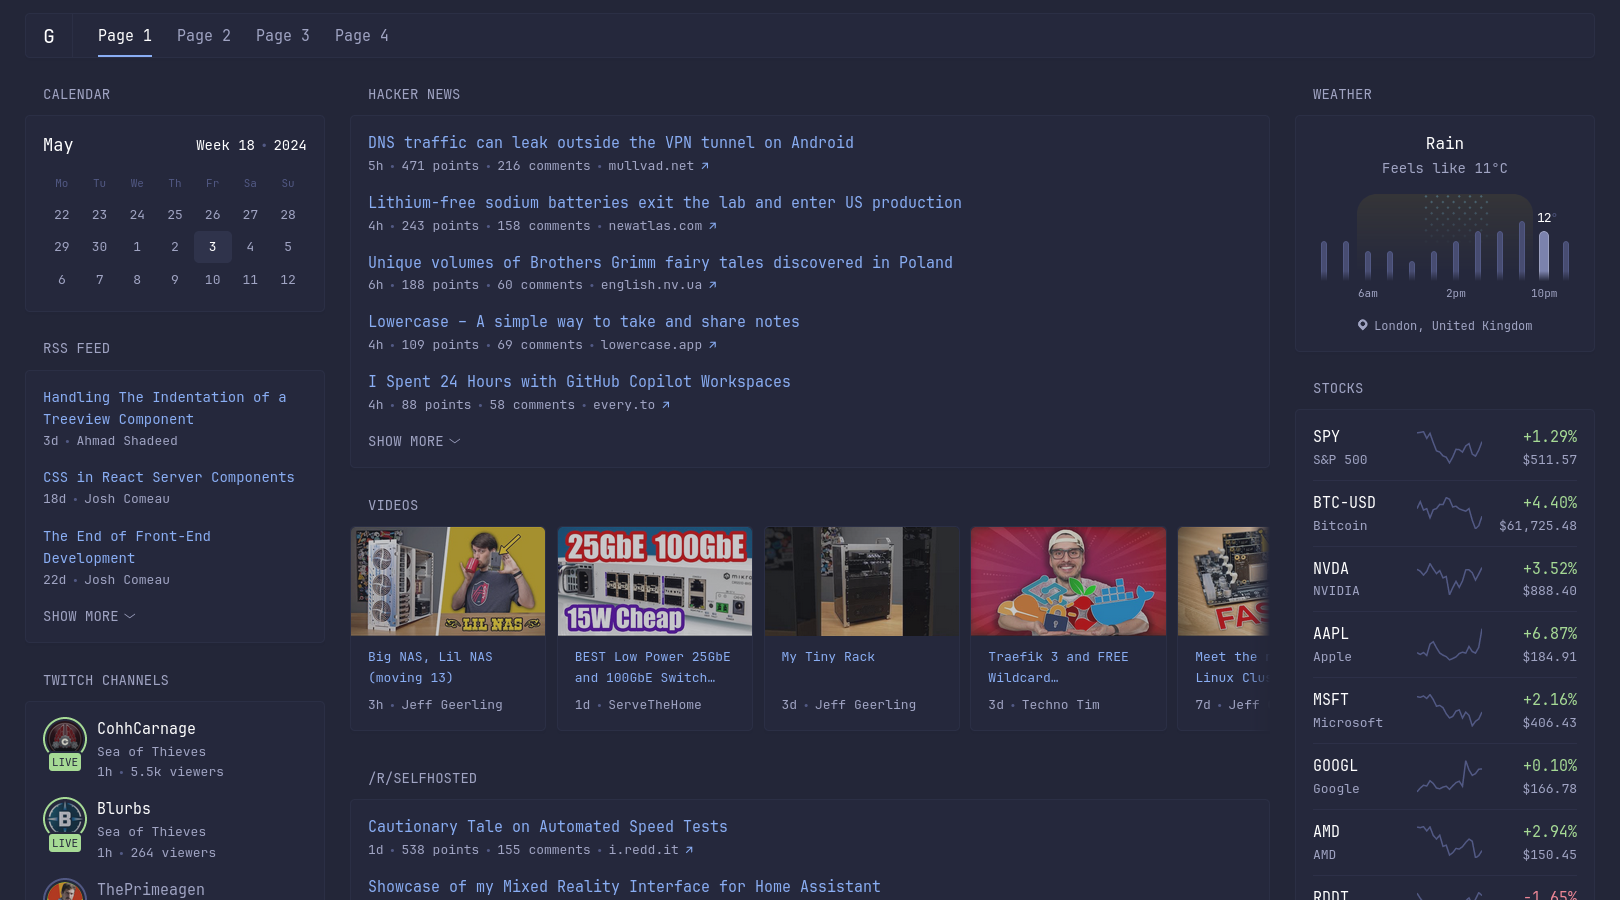 G
Page 1
Page 2
Page 3
Page 4
CALENDAR
May
Week 18 • 2024
Mo Tu We Th Fr Sa Su
22 23 24 25 26 27 28
29 30 1 2 3 4 5
6 7 8 9 10 11 12
RSS FEED
Handling The Indentation of a
Treeview Component
3d • Ahmad Shadeed
CSS in React Server Components
18d • Josh Comeau
The End of Front-End
Development
22d • Josh Comeau
SHOW MORE
TWITCH CHANNELS
CohhCarnage
Sea of Thieves
1h • 5.5k viewers
LIVE
Blurbs
Sea of Thieves
1h • 264 viewers
B
LIVE
ThePrimeagen
HACKER NEWS
DNS traffic can leak outside the VPN tunnel on Android
5h • 471 points • 216 comments • mullvad.net ↗
Lithium-free sodium batteries exit the lab and enter US production
4h • 243 points • 158 comments • newatlas.com ↗
Unique volumes of Brothers Grimm fairy tales discovered in Poland
6h • 188 points • 60 comments • english.nv.ua ↗
Lowercase – A simple way to take and share notes
4h • 109 points • 69 comments • lowercase.app ↗
I Spent 24 Hours with GitHub Copilot Workspaces
4h • 88 points • 58 comments • every.to ↗
SHOW MORE
VIDEOS
LIL NAS
Big NAS, Lil NAS
(moving 13)
3h • Jeff Geerling
25GbE 100GbE
15W Cheap
BEST Low Power 25GbE
and 100GbE Switch…
1d • ServeTheHome
My Tiny Rack
3d • Jeff Geerling
Traefik 3 and FREE
Wildcard…
3d • Techno Tim
FAS
Meet the
Linux Clu
7d • Jeff
/R/SELFHOSTED
Cautionary Tale on Automated Speed Tests
1d • 538 points • 155 comments • i.redd.it ↗
Showcase of my Mixed Reality Interface for Home Assistant
WEATHER
Rain
Feels like 11°C
12°
6am 2pm 10pm
London, United Kingdom
STOCKS
SPY +1.29%
S&P 500 $511.57
BTC-USD +4.40%
Bitcoin $61,725.48
NVDA +3.52%
NVIDIA $888.40
AAPL +6.87%
Apple $184.91
MSFT +2.16%
Microsoft $406.43
GOOGL +0.10%
Google $166.78
AMD +2.94%
AMD $150.45
RDDT -1.65%